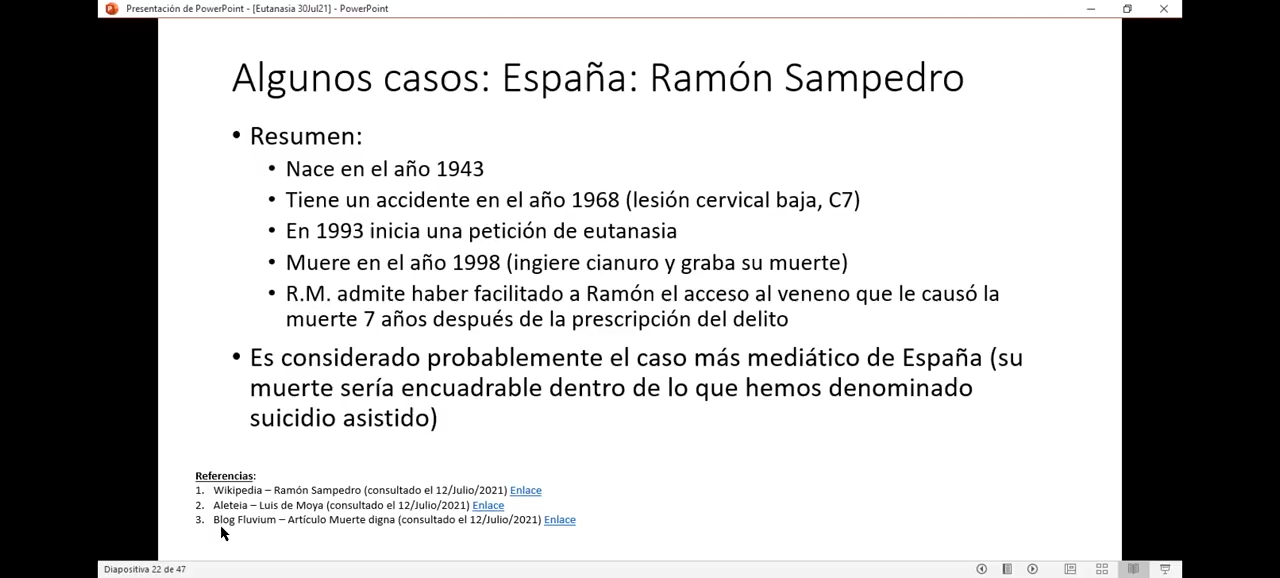 Presentación de PowerPoint - [Eutanasia 30Jul21] - PowerPoint
Algunos casos: España: Ramón Sampedro
• Resumen:
• Nace en el año 1943
• Tiene un accidente en el año 1968 (lesión cervical baja, C7)
• En 1993 inicia una petición de eutanasia
• Muere en el año 1998 (ingiere cianuro y graba su muerte)
• R.M. admite haber facilitado a Ramón el acceso al veneno que le causó la
muerte 7 años después de la prescripción del delito
• Es considerado probablemente el caso más mediático de España (su
muerte sería encuadrable dentro de lo que hemos denominado
suicidio asistido)
Referencias:
1. Wikipedia – Ramón Sampedro (consultado el 12/Julio/2021) Enlace
2. Aleteia – Luis de Moya (consultado el 12/Julio/2021) Enlace
3. Blog Fluvium – Artículo Muerte digna (consultado el 12/Julio/2021) Enlace
Diapositiva 22 de 47